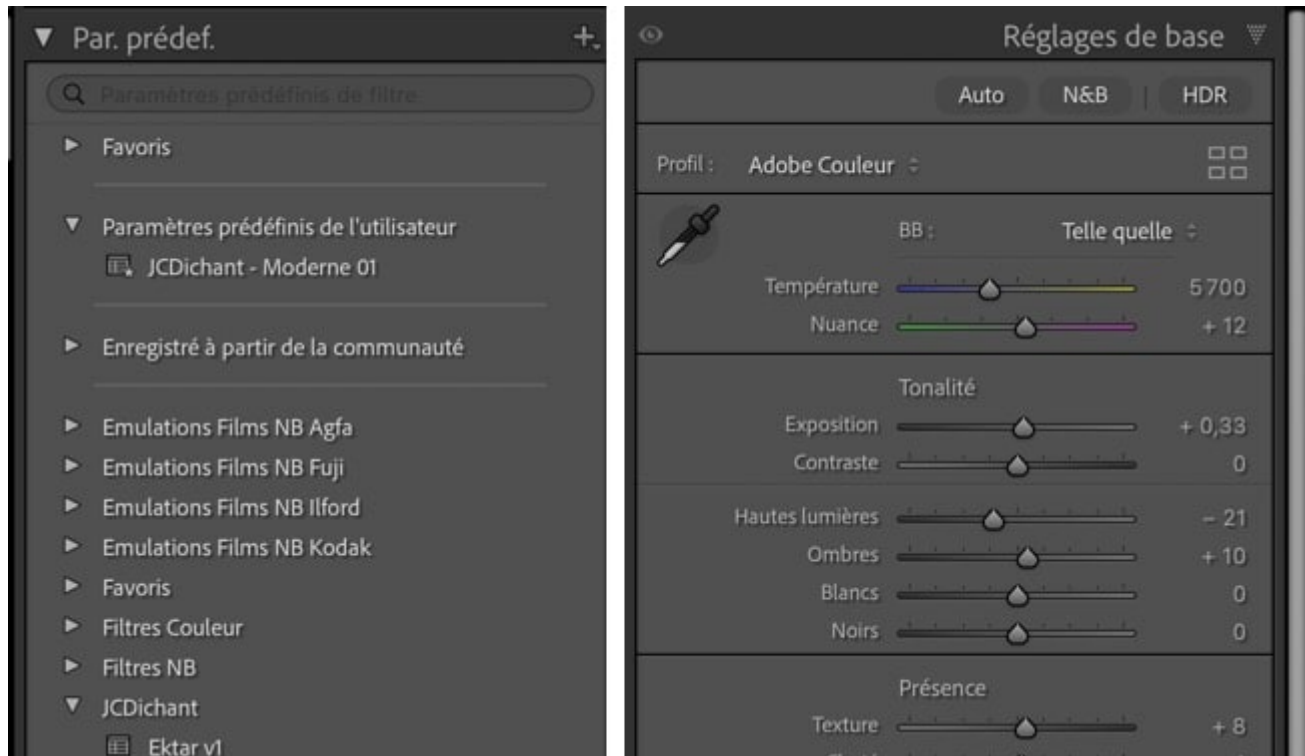 Par. prédef.
Paramètres prédéfinis de filtre
Favoris
Paramètres prédéfinis de l'utilisateur
JCDichant - Moderne 01
Enregistré à partir de la communauté
Emulations Films NB Agfa
Emulations Films NB Fuji
Emulations Films NB Ilford
Emulations Films NB Kodak
Favoris
Filtres Couleur
Filtres NB
JCDichant
Ektar v1
Réglages de base
Auto N&B | HDR
Profil : Adobe Couleur
BB : Telle quelle
Température 5 700
Nuance + 12
Tonalité
Exposition + 0,33
Contraste 0
Hautes lumières - 21
Ombres + 10
Blancs 0
Noirs 0
Présence
Texture + 8